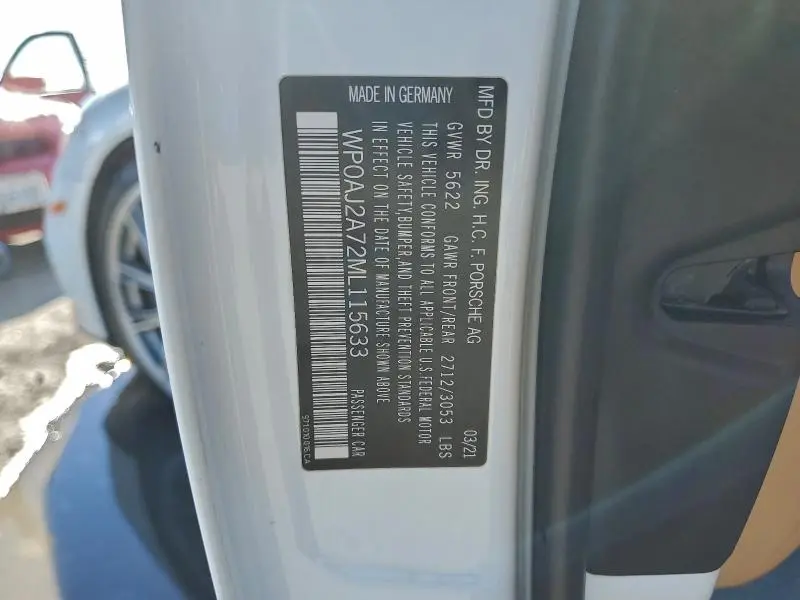 MFD BY DR. ING. H.C. F. PORSCHE AG 03/21
GVWR 5622 GAWR FRONT/REAR 2712/3053 LBS
THIS VEHICLE CONFORMS TO ALL APPLICABLE U.S. FEDERAL MOTOR
VEHICLE SAFETY,BUMPER,AND THEFT PREVENTION STANDARDS
IN EFFECT ON THE DATE OF MANUFACTURE SHOWN ABOVE
WP0AJ2A72ML115633 PASSENGER CAR
971010016CA
MADE IN GERMANY